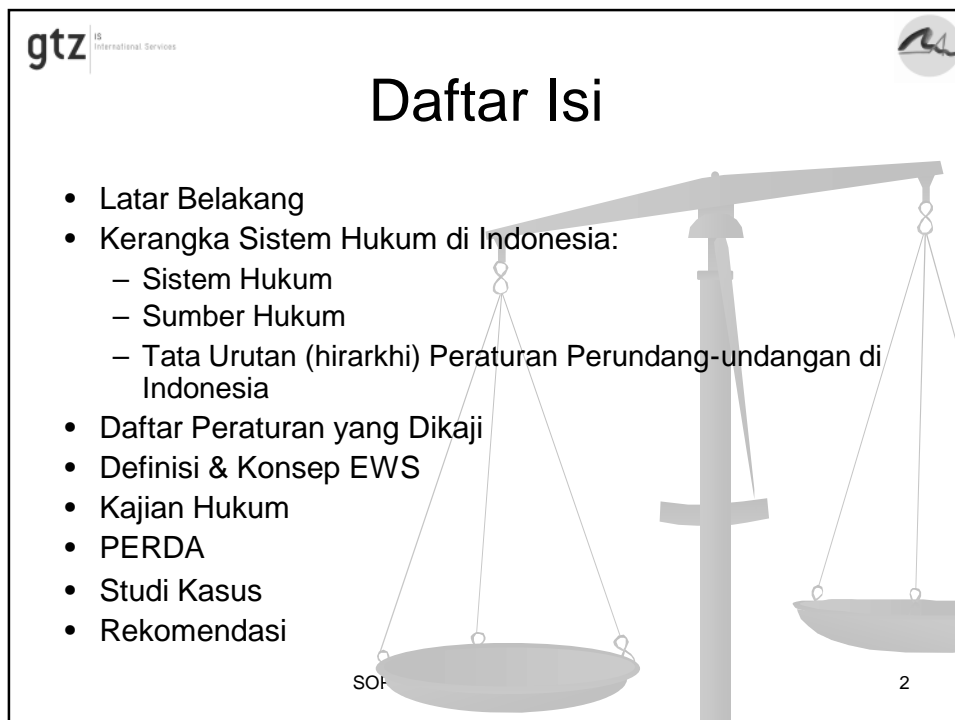 gtz IS
International Services
Daftar Isi
• Latar Belakang
• Kerangka Sistem Hukum di Indonesia:
– Sistem Hukum
– Sumber Hukum
– Tata Urutan (hirarkhi) Peraturan Perundang-undangan di
Indonesia
• Daftar Peraturan yang Dikaji
• Definisi & Konsep EWS
• Kajian Hukum
• PERDA
• Studi Kasus
• Rekomendasi
2